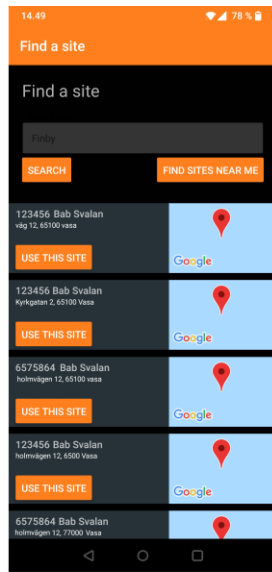 14.49
78 %
Find a site
Find a site
Finby
SEARCH
FIND SITES NEAR ME
123456 Bab Svalan
väg 12, 65100 vasa
USE THIS SITE
Google
123456 Bab Svalan
Kyrkgatan 2, 65100 Vasa
USE THIS SITE
Google
6575864 Bab Svalan
holmvägen 12, 65100 vasa
USE THIS SITE
Google
123456 Bab Svalan
holmvägen 12, 6500 Vasa
USE THIS SITE
Google
6575864 Bab Svalan
holmvägen 12, 77000 Vasa